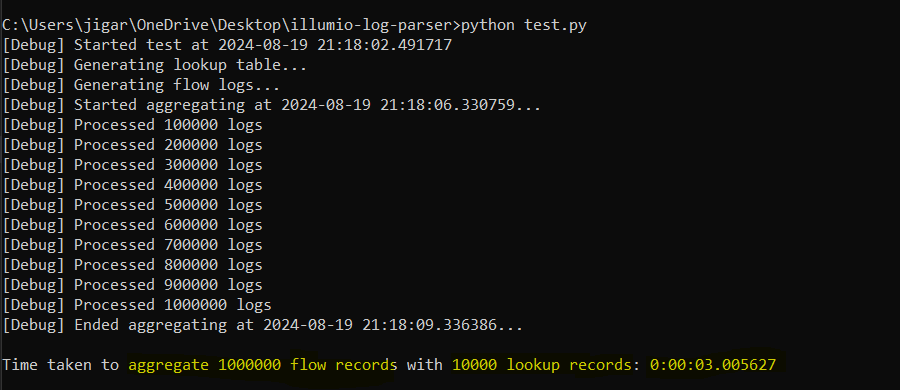 C:\Users\jigar\OneDrive\Desktop\illumio-log-parser>python test.py
[Debug] Started test at 2024-08-19 21:18:02.491717
[Debug] Generating lookup table...
[Debug] Generating flow logs...
[Debug] Started aggregating at 2024-08-19 21:18:06.330759...
[Debug] Processed 100000 logs
[Debug] Processed 200000 logs
[Debug] Processed 300000 logs
[Debug] Processed 400000 logs
[Debug] Processed 500000 logs
[Debug] Processed 600000 logs
[Debug] Processed 700000 logs
[Debug] Processed 800000 logs
[Debug] Processed 900000 logs
[Debug] Processed 1000000 logs
[Debug] Ended aggregating at 2024-08-19 21:18:09.336386...
Time taken to aggregate 1000000 flow records with 10000 lookup records: 0:00:03.005627